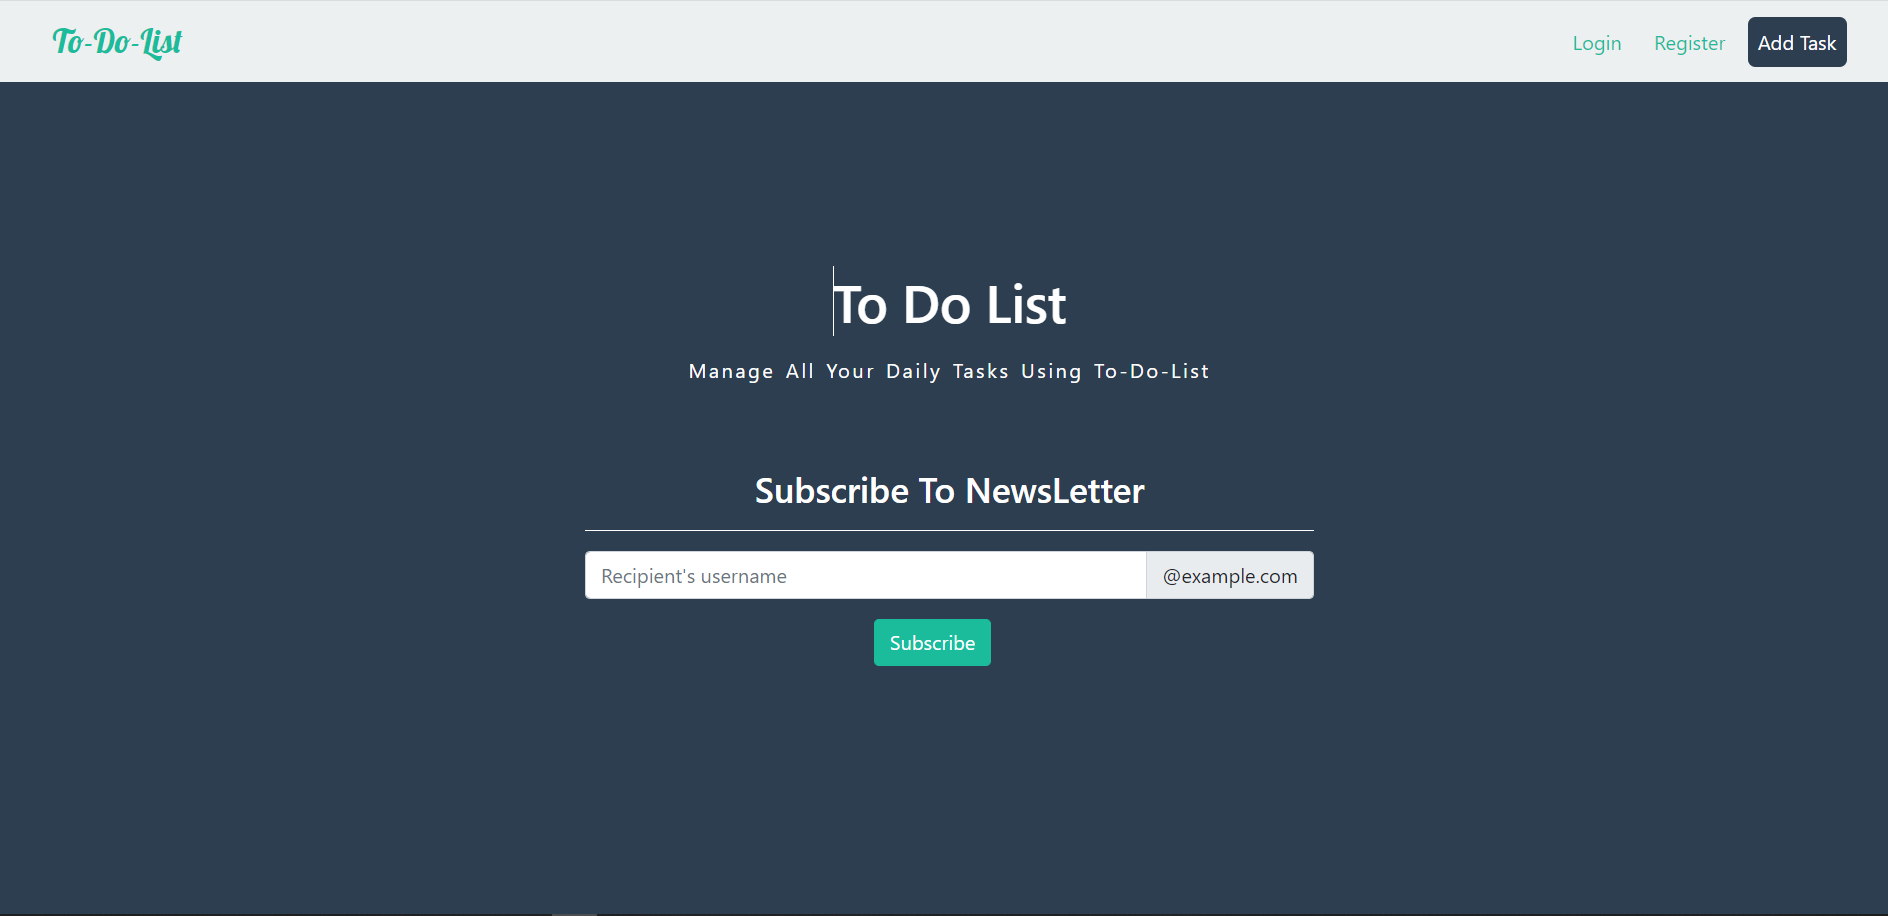 To-Do-List
Login Register Add Task
To Do List
Manage All Your Daily Tasks Using To-Do-List
Subscribe To NewsLetter
Recipient's username @example.com
Subscribe